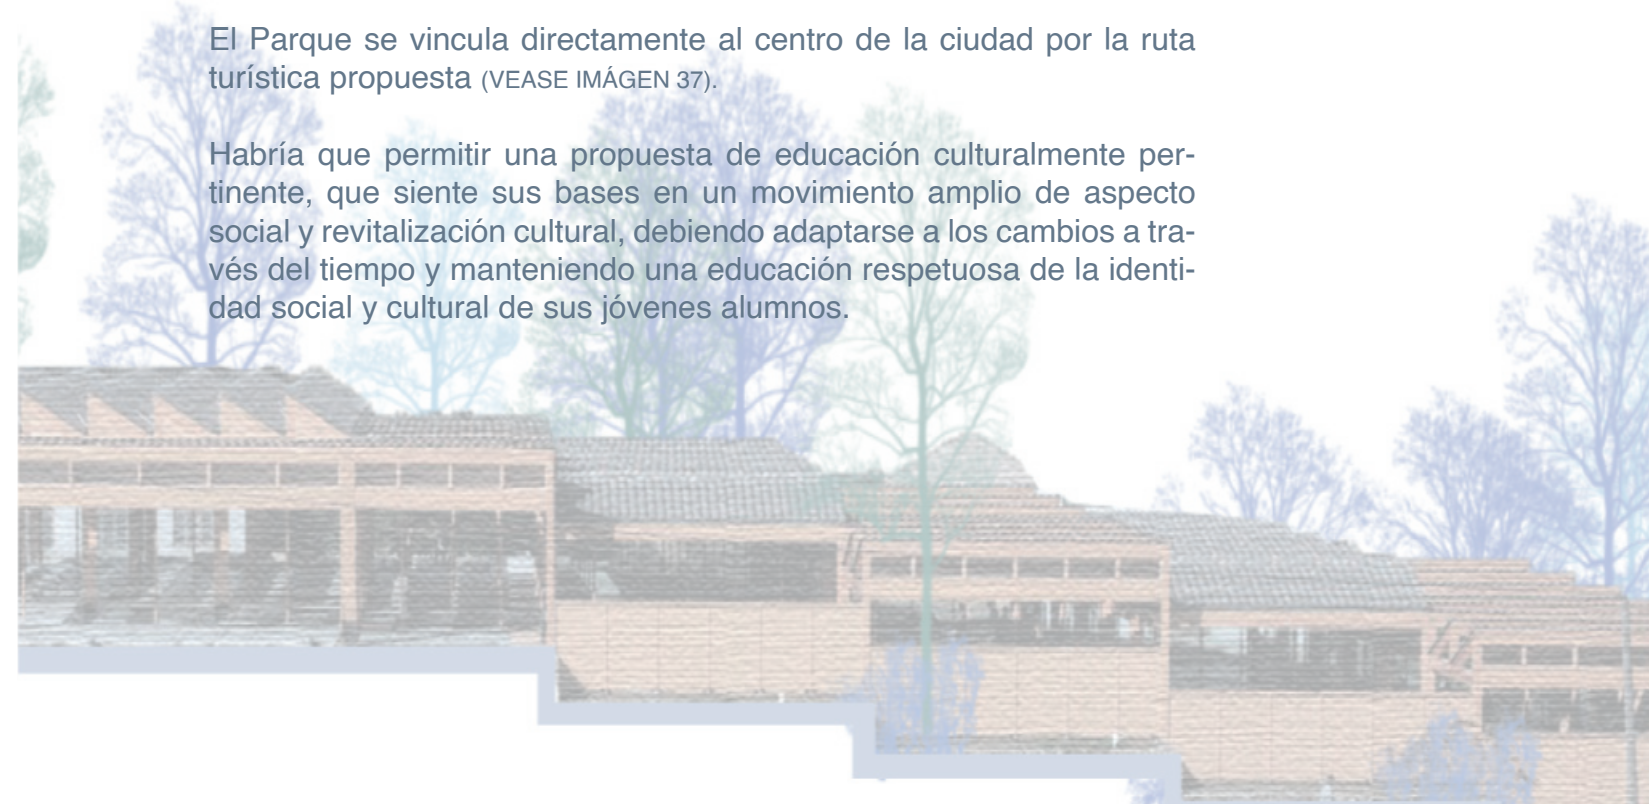 El Parque se vincula directamente al centro de la ciudad por la ruta
turística propuesta (VEASE IMÁGEN 37).
Habría que permitir una propuesta de educación culturalmente per-
tinente, que siente sus bases en un movimiento amplio de aspecto
social y revitalización cultural, debiendo adaptarse a los cambios a tra-
vés del tiempo y manteniendo una educación respetuosa de la identi-
dad social y cultural de sus jóvenes alumnos.